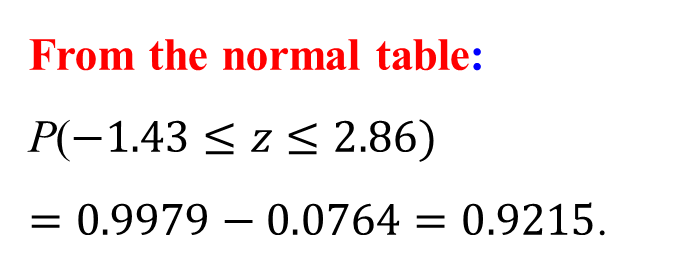 From the normal table:
P(−1.43 ≤ z ≤ 2.86)
= 0.9979 − 0.0764 = 0.9215.